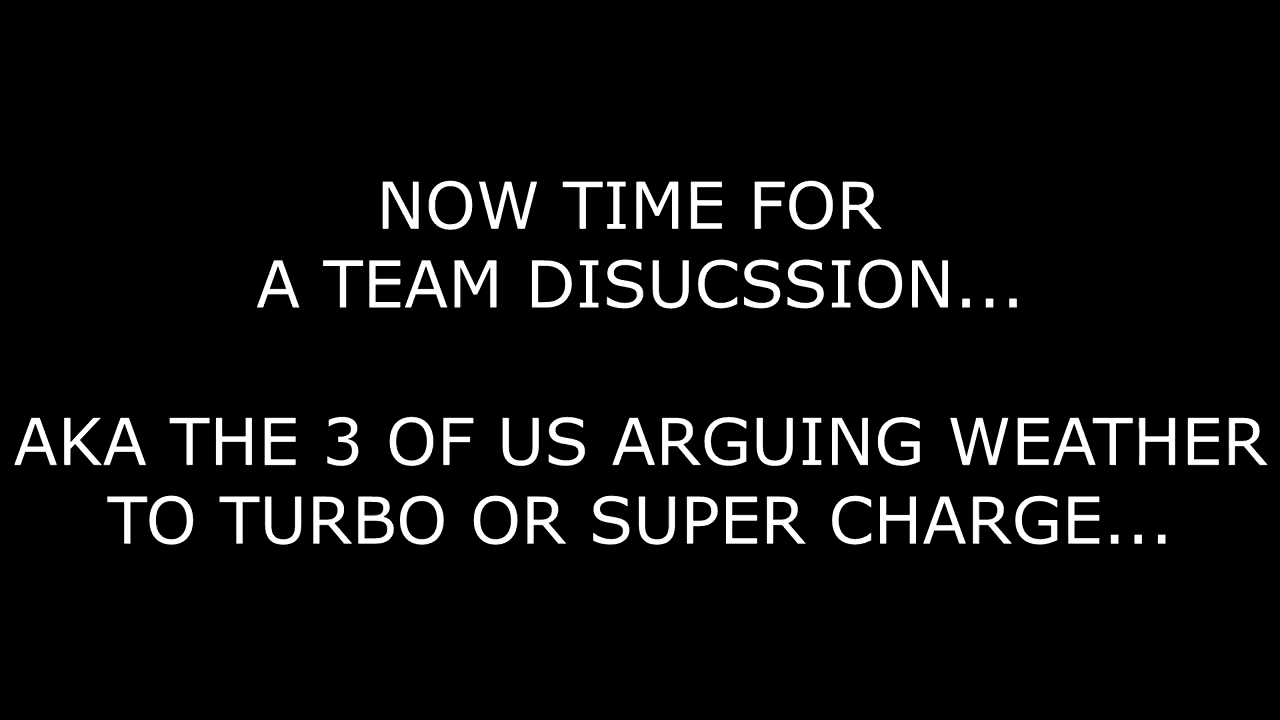 NOW TIME FOR
A TEAM DISUCSSION...
AKA THE 3 OF US ARGUING WEATHER
TO TURBO OR SUPER CHARGE...